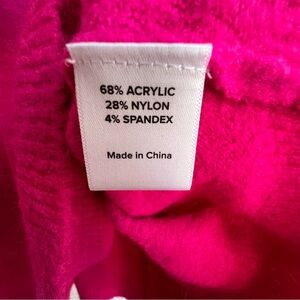 68% ACRYLIC
28% NYLON
4% SPANDEX
Made in China